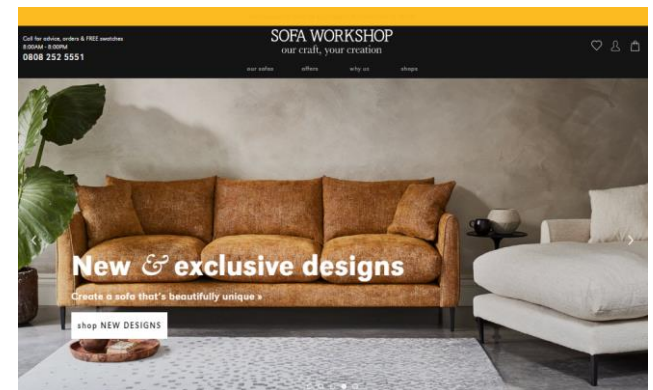 Call for advice, orders & FREE swatches
8:00AM - 8:00PM
0808 252 5551
SOFA WORKSHOP
our craft, your creation
our sofas offers why us shops
New & exclusive designs
Create a sofa that's beautifully unique »
shop NEW DESIGNS